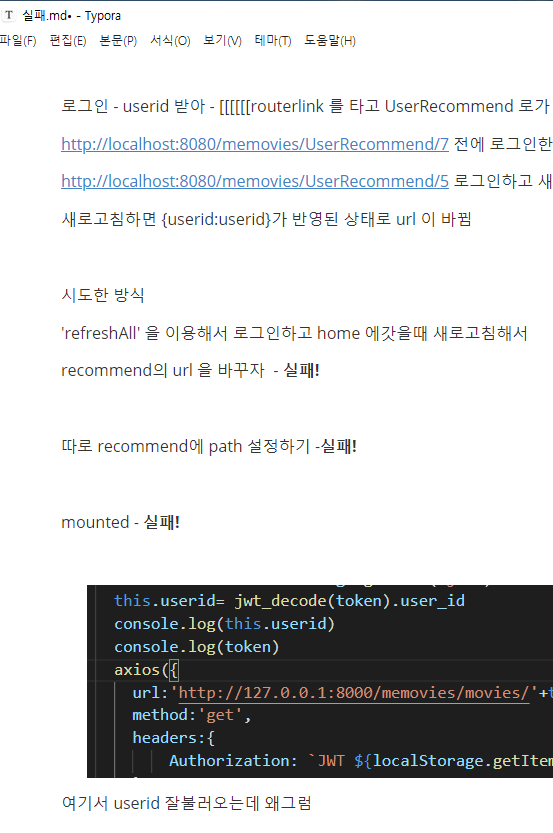 실패.md• - Typora
파일(F) 편집(E) 본문(P) 서식(O) 보기(V) 테마(T) 도움말(H)
로그인 - userid 받아 - [[[[[[routerlink 를 타고 UserRecommend 로가
http://localhost:8080/memovies/UserRecommend/7 전에 로그인한
http://localhost:8080/memovies/UserRecommend/5 로그인하고 새
새로고침하면 {userid:userid}가 반영된 상태로 url 이 바뀜
시도한 방식
'refreshAll' 을 이용해서 로그인하고 home 에갓을때 새로고침해서
recommend의 url 을 바꾸자 - 실패!
따로 recommend에 path 설정하기 -실패!
mounted - 실패!
this.userid= jwt_decode(token).user_id
console.log(this.userid)
console.log(token)
axios({
url:'http://127.0.0.1:8000/memovies/movies/'+
method:'get',
headers:{
Authorization: `JWT ${localStorage.getItem
여기서 userid 잘불러오는데 왜그럼